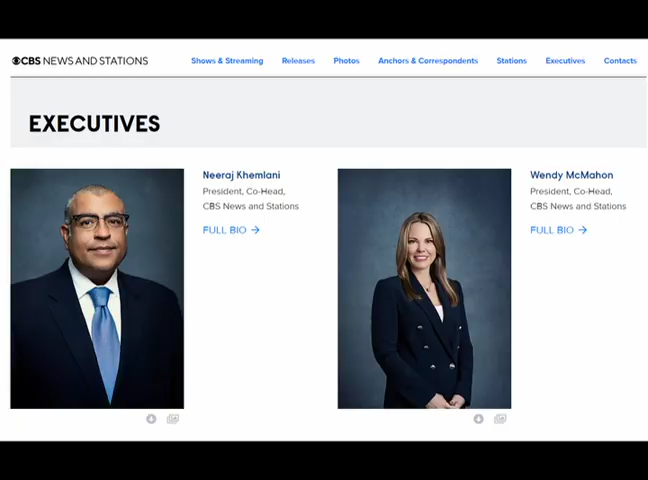 CBS NEWS AND STATIONS
Shows & Streaming
Releases
Photos
Anchors & Correspondents
Stations
Executives
Contacts
EXECUTIVES
Neeraj Khemlani
President, Co-Head,
CBS News and Stations
FULL BIO →
Wendy McMahon
President, Co-Head,
CBS News and Stations
FULL BIO →